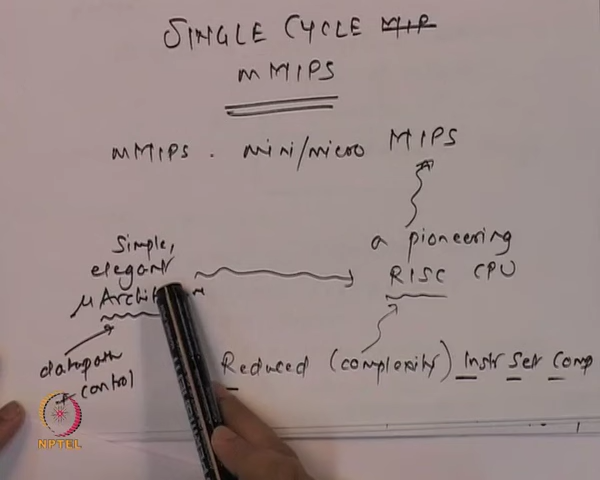 SINGLE CYCLE MIP
mMIPS
mMIPS . mini/micro MIPS
Simple,
elegant
μArchit
a pioneering
RISC CPU
datapath
+ control
Reduced (complexity) Instr Set Comp
NPTEL